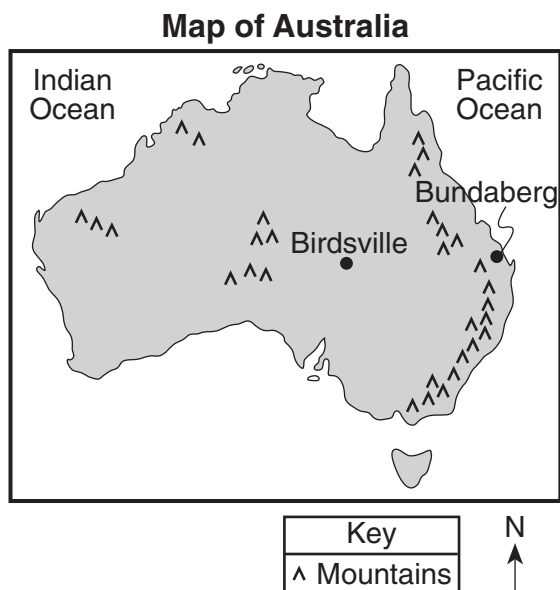 Map of Australia
Indian
Ocean
Pacific
Ocean
Bundaberg
Birdsville
Key
^ Mountains
N